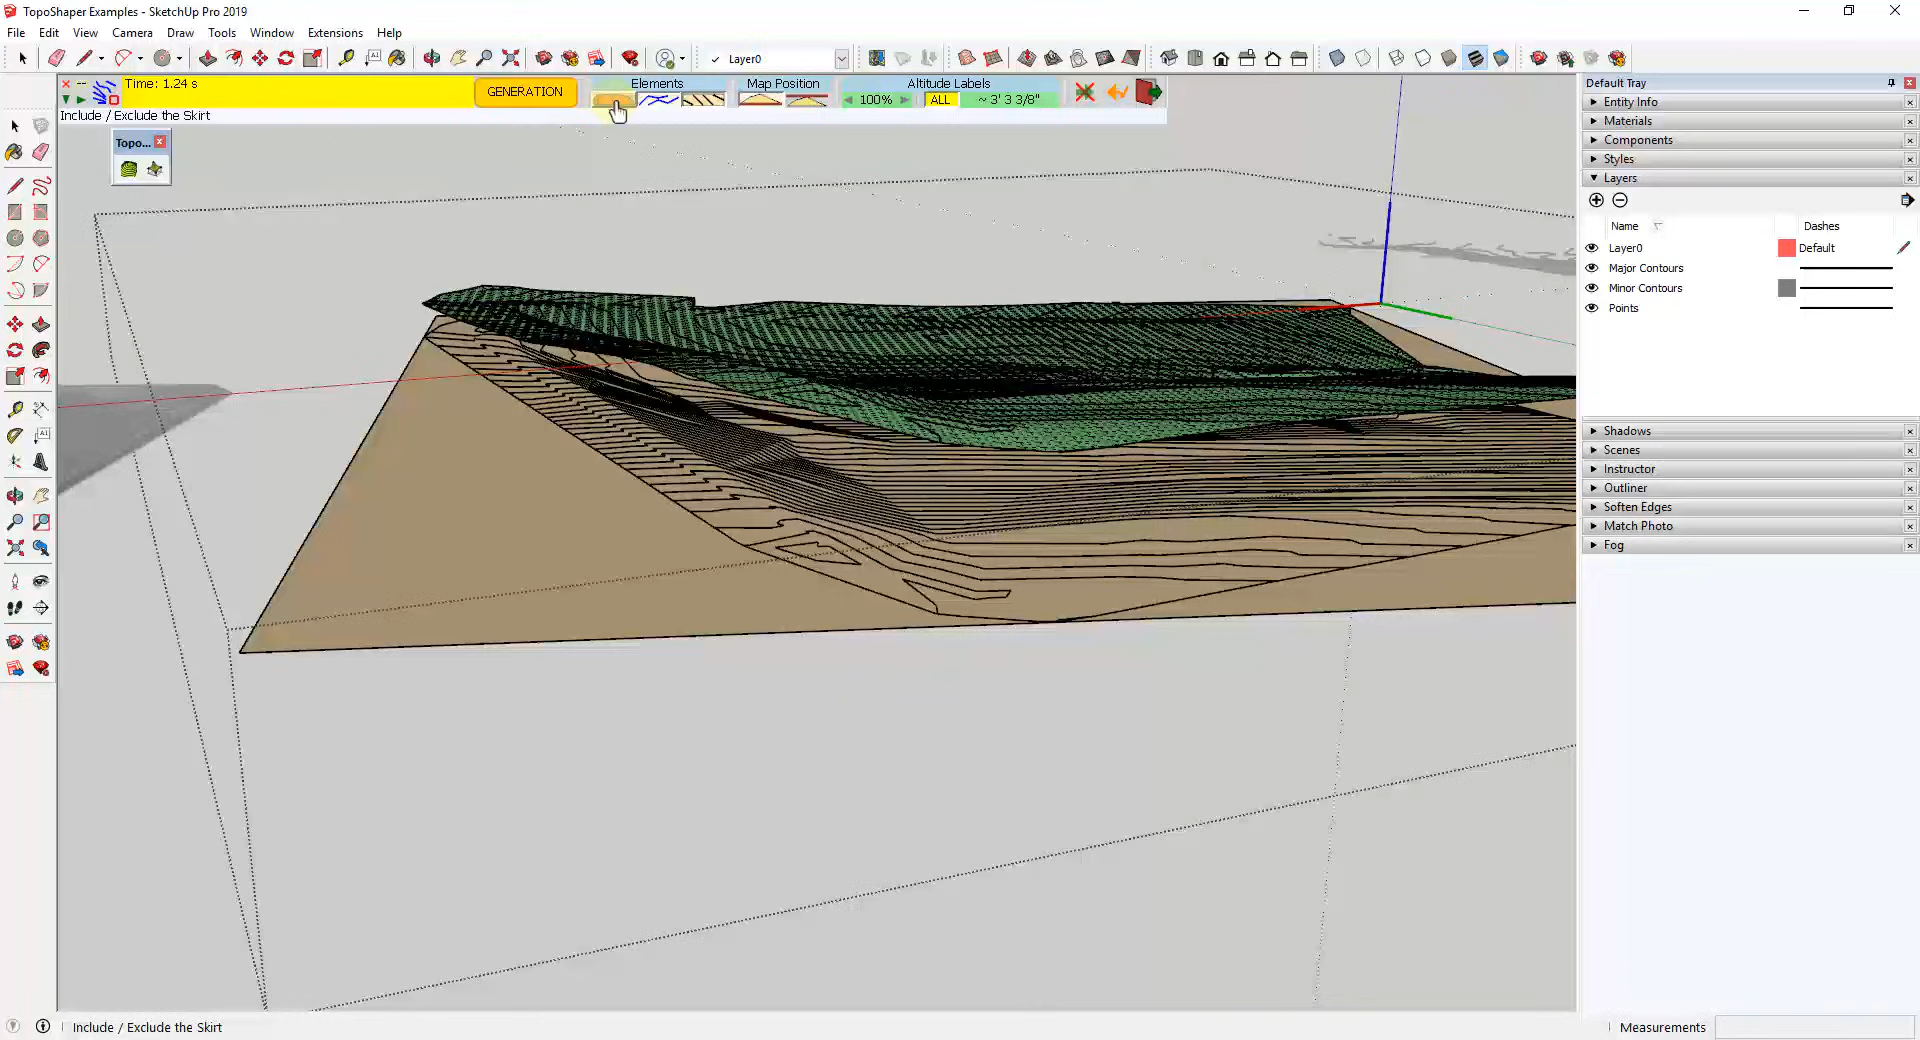 TopoShaper Examples - SketchUp Pro 2019
File Edit View Camera Draw Tools Window Extensions Help
Layer0
Time: 1.24 s
GENERATION
Elements
Map Position
Altitude Labels
100%
ALL
~ 3' 3 3/8"
Include / Exclude the Skirt
Topo...
Default Tray
Entity Info
Materials
Components
Styles
Layers
Name Dashes
Layer0 Default
Major Contours
Minor Contours
Points
Shadows
Scenes
Instructor
Outliner
Soften Edges
Match Photo
Fog
Include / Exclude the Skirt
Measurements